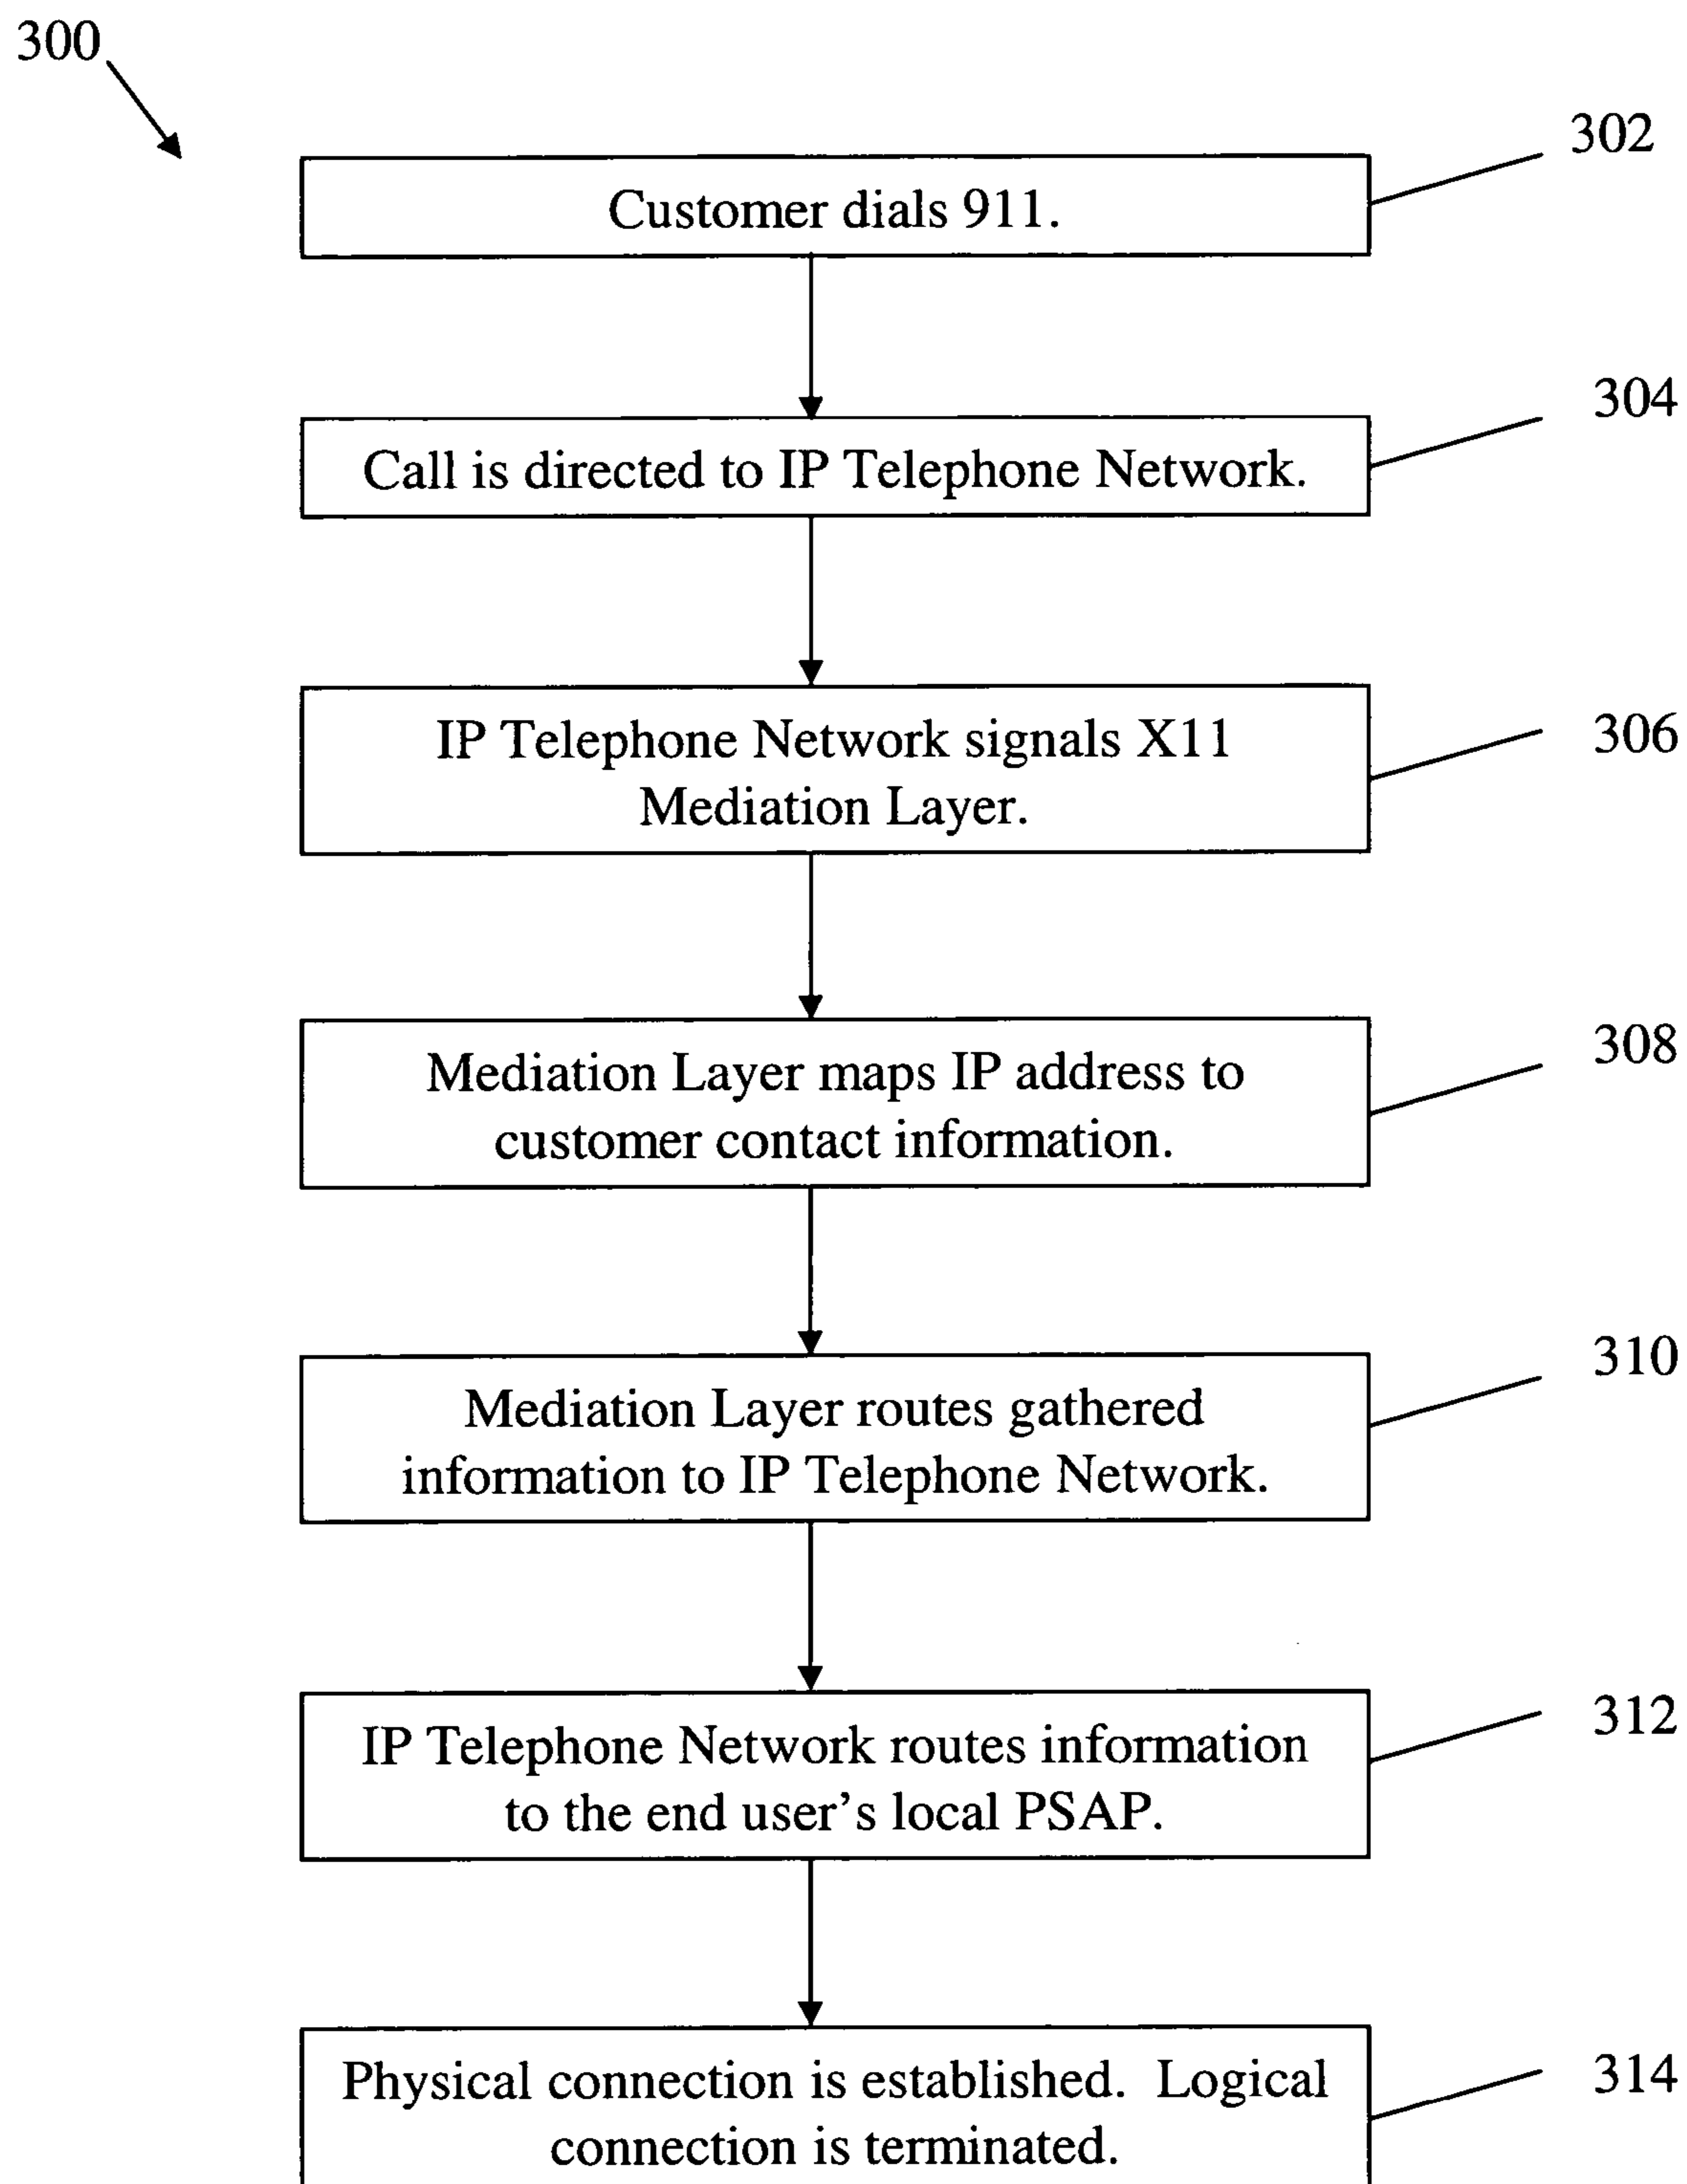 300
302
Customer dials 911.
304
Call is directed to IP Telephone Network.
306
IP Telephone Network signals X11
Mediation Layer.
308
Mediation Layer maps IP address to
customer contact information.
310
Mediation Layer routes gathered
information to IP Telephone Network.
312
IP Telephone Network routes information
to the end user’s local PSAP.
314
Physical connection is established.  Logical
connection is terminated.